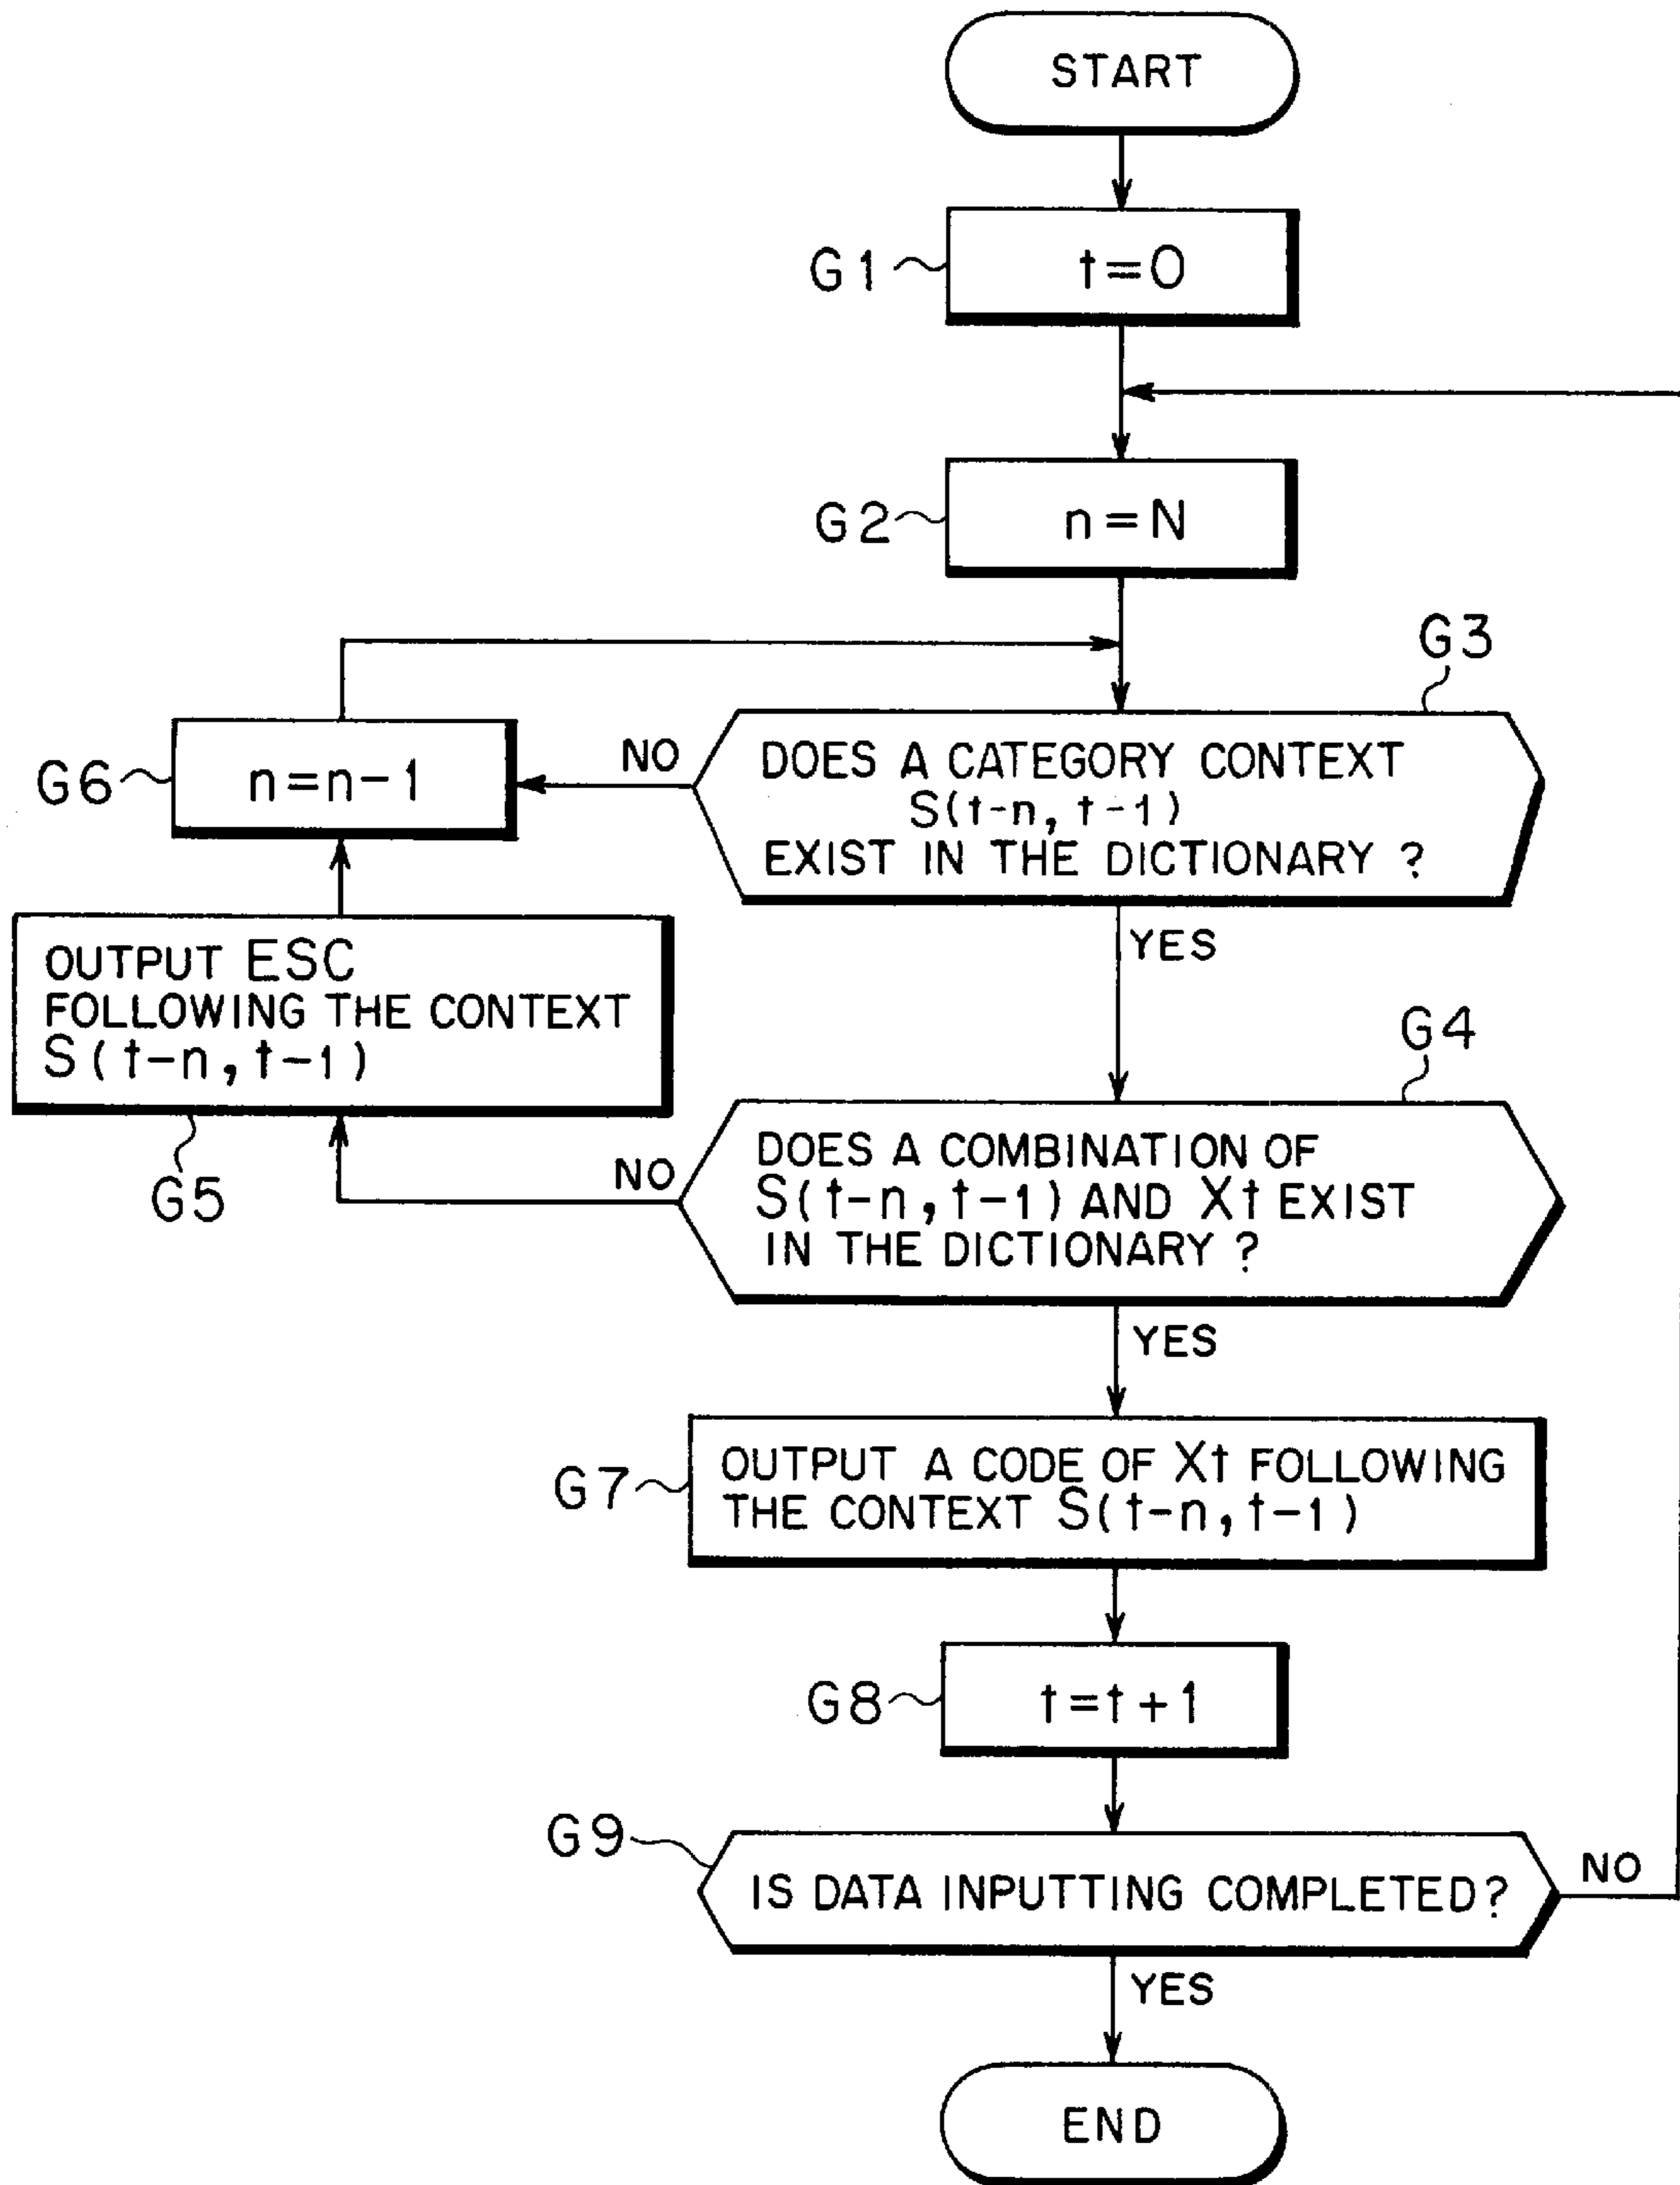 START
G1
t=0
G2
n=N
G3
G6
n=n-1
NO
DOES A CATEGORY CONTEXT
S(t-n, t-1)
EXIST IN THE DICTIONARY ?
YES
OUTPUT ESC
FOLLOWING THE CONTEXT
S(t-n, t-1)
G5
G4
NO
DOES A COMBINATION OF
S(t-n, t-1) AND Xt EXIST
IN THE DICTIONARY ?
YES
G7
OUTPUT A CODE OF Xt FOLLOWING
THE CONTEXT S(t-n, t-1)
G8
t=t+1
G9
IS DATA INPUTTING COMPLETED?
NO
YES
END